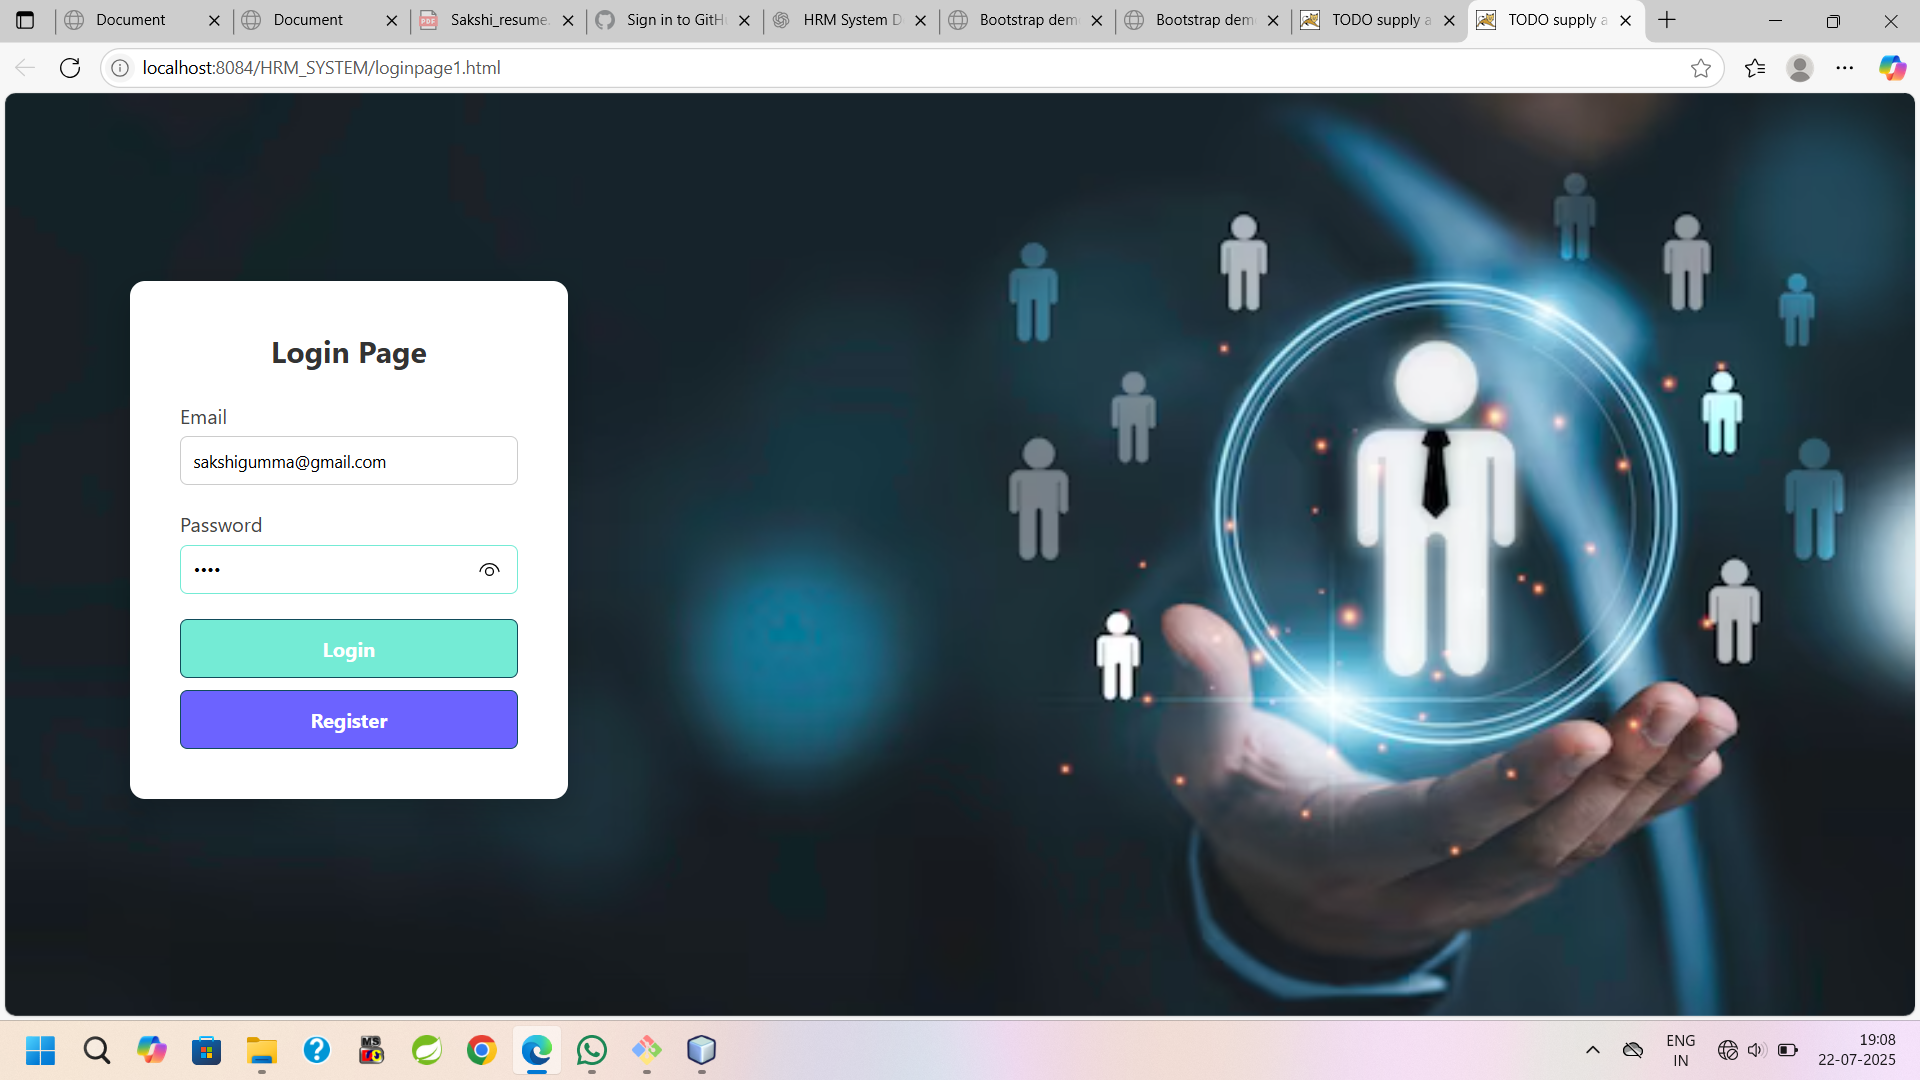 Document
Document
Sakshi_resume.
Sign in to GitH
HRM System D
Bootstrap dem
Bootstrap dem
TODO supply a
TODO supply a
localhost:8084/HRM_SYSTEM/loginpage1.html
Login Page
Email
sakshigumma@gmail.com
Password
••••
Login
Register
ENG
IN
19:08
22-07-2025